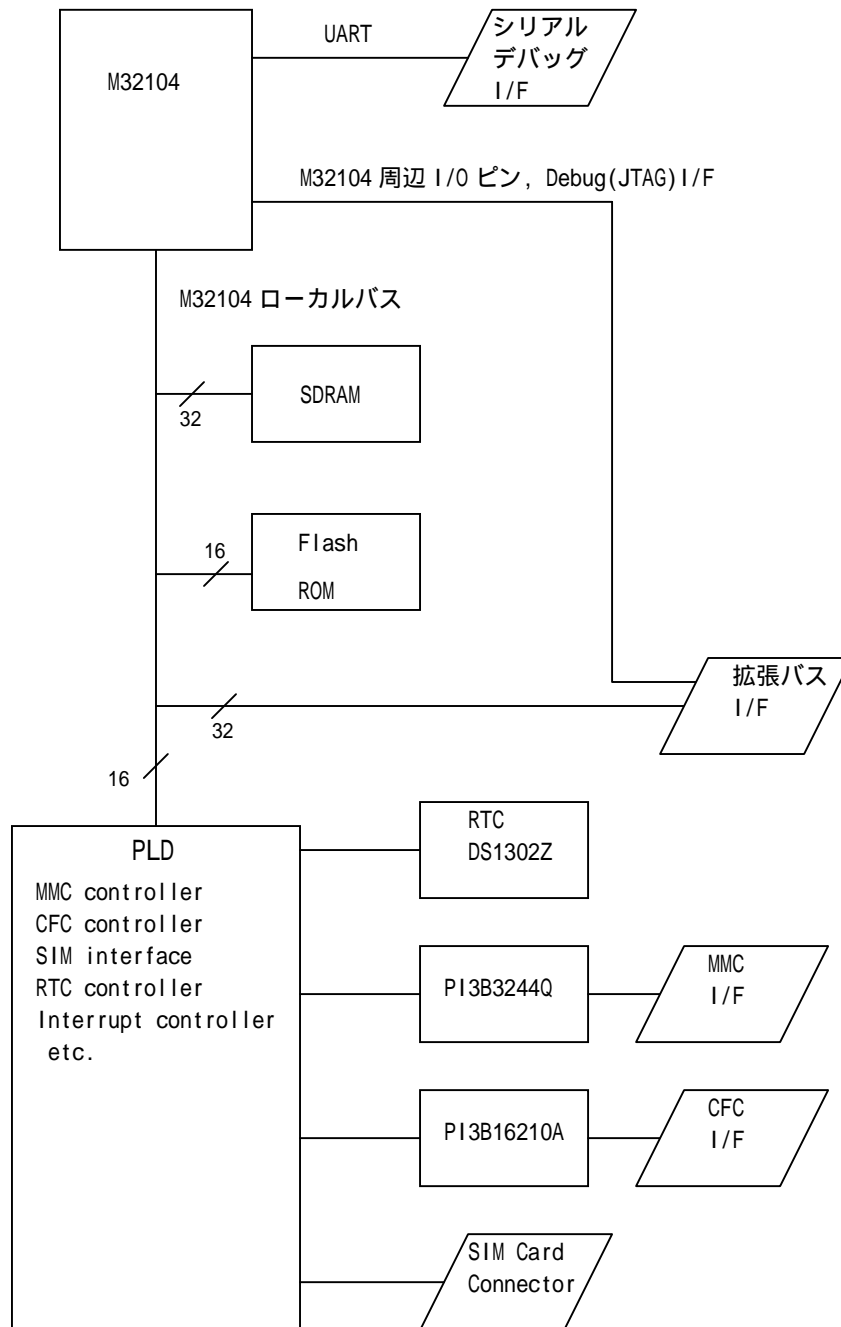 M32104
UART
シリアル
デバッグ
I/F
M32104 周辺 I/O ピン, Debug(JTAG)I/F
M32104 ローカルバス
32
SDRAM
16
Flash
ROM
拡張バス
I/F
32
16
PLD
MMC controller
CFC controller
SIM interface
RTC controller
Interrupt controller
etc.
RTC
DS1302Z
PI3B3244Q
MMC
I/F
PI3B16210A
CFC
I/F
SIM Card
Connector